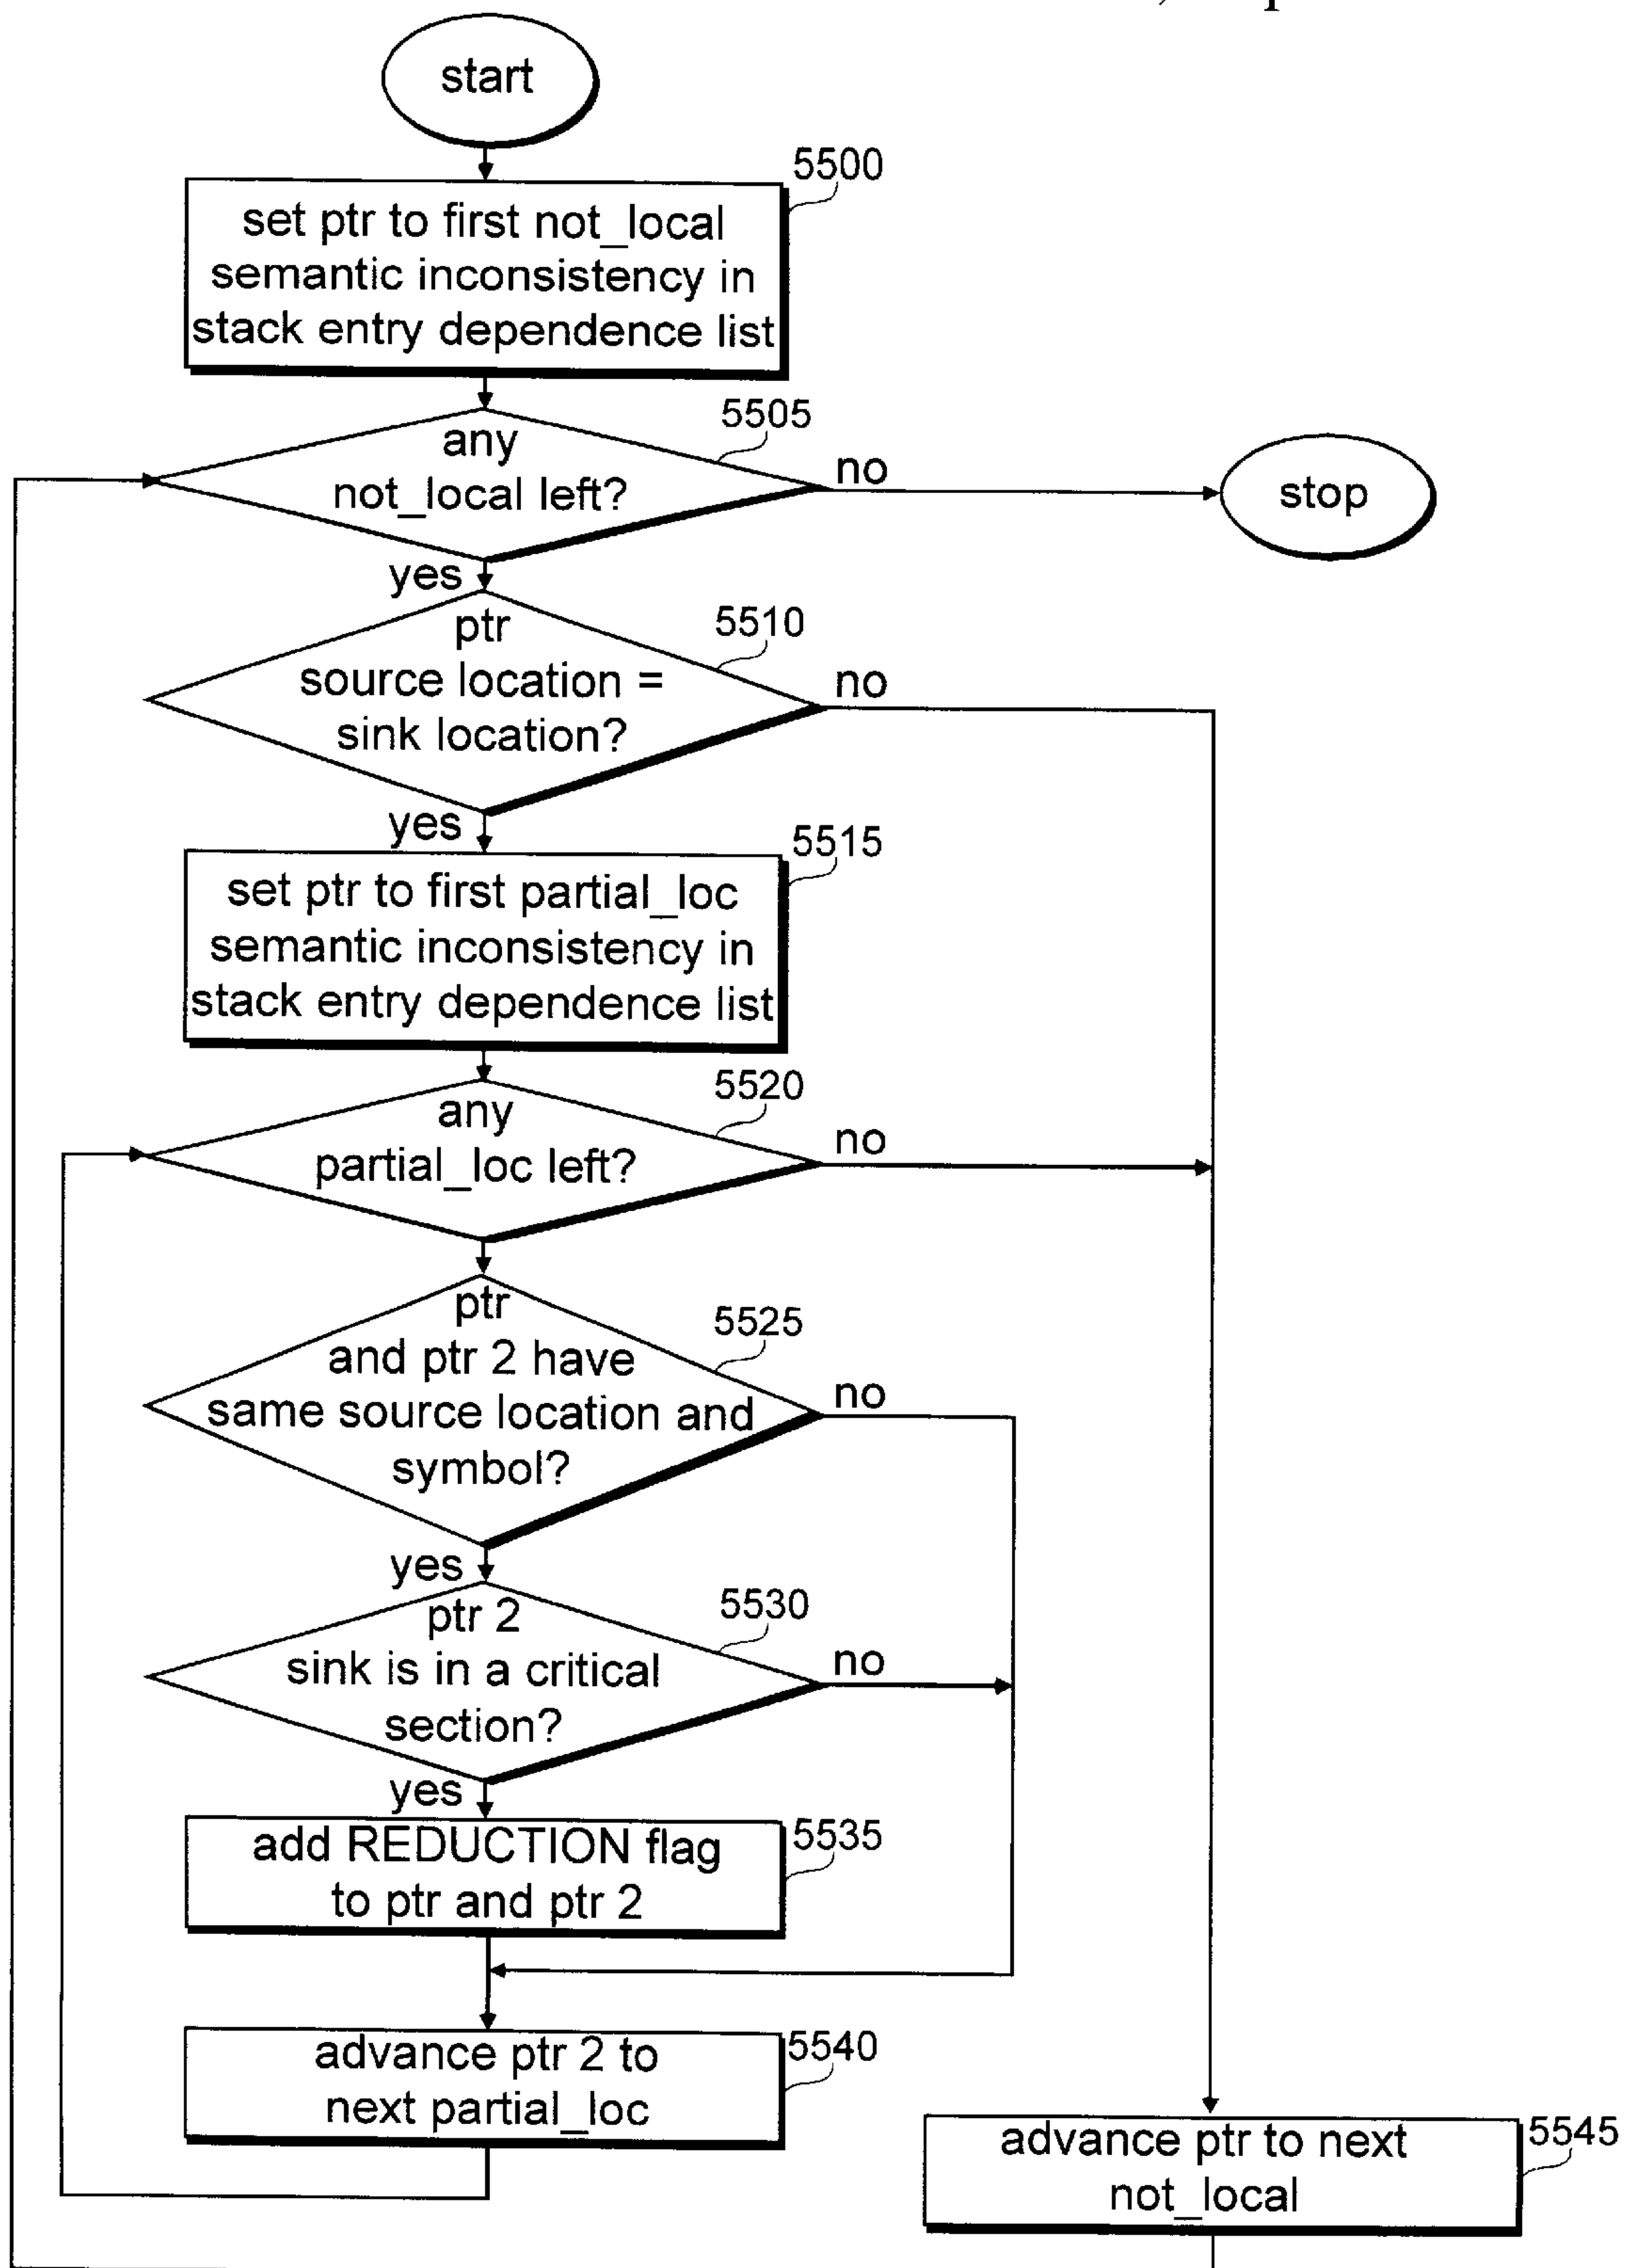 start
5500
set ptr to first not_local
semantic inconsistency in
stack entry dependence list
5505
any
not_local left?
no
stop
yes
5510
ptr
source location =
sink location?
no
yes
5515
set ptr to first partial_loc
semantic inconsistency in
stack entry dependence list
5520
any
partial_loc left?
no
5525
ptr
and ptr 2 have
same source location and
symbol?
no
yes
5530
ptr 2
sink is in a critical
section?
no
yes
5535
add REDUCTION flag
to ptr and ptr 2
5540
advance ptr 2 to
next partial_loc
5545
advance ptr to next
not_local